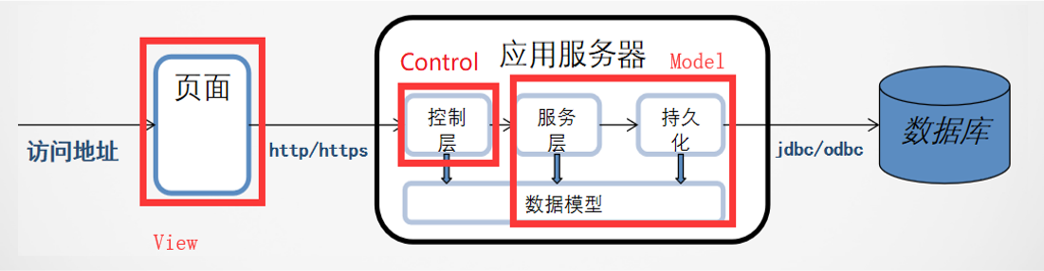 访问地址
页面
View
http/https
应用服务器
Control
Model
控制
层
服务
层
持久
化
数据模型
jdbc/odbc
数据库